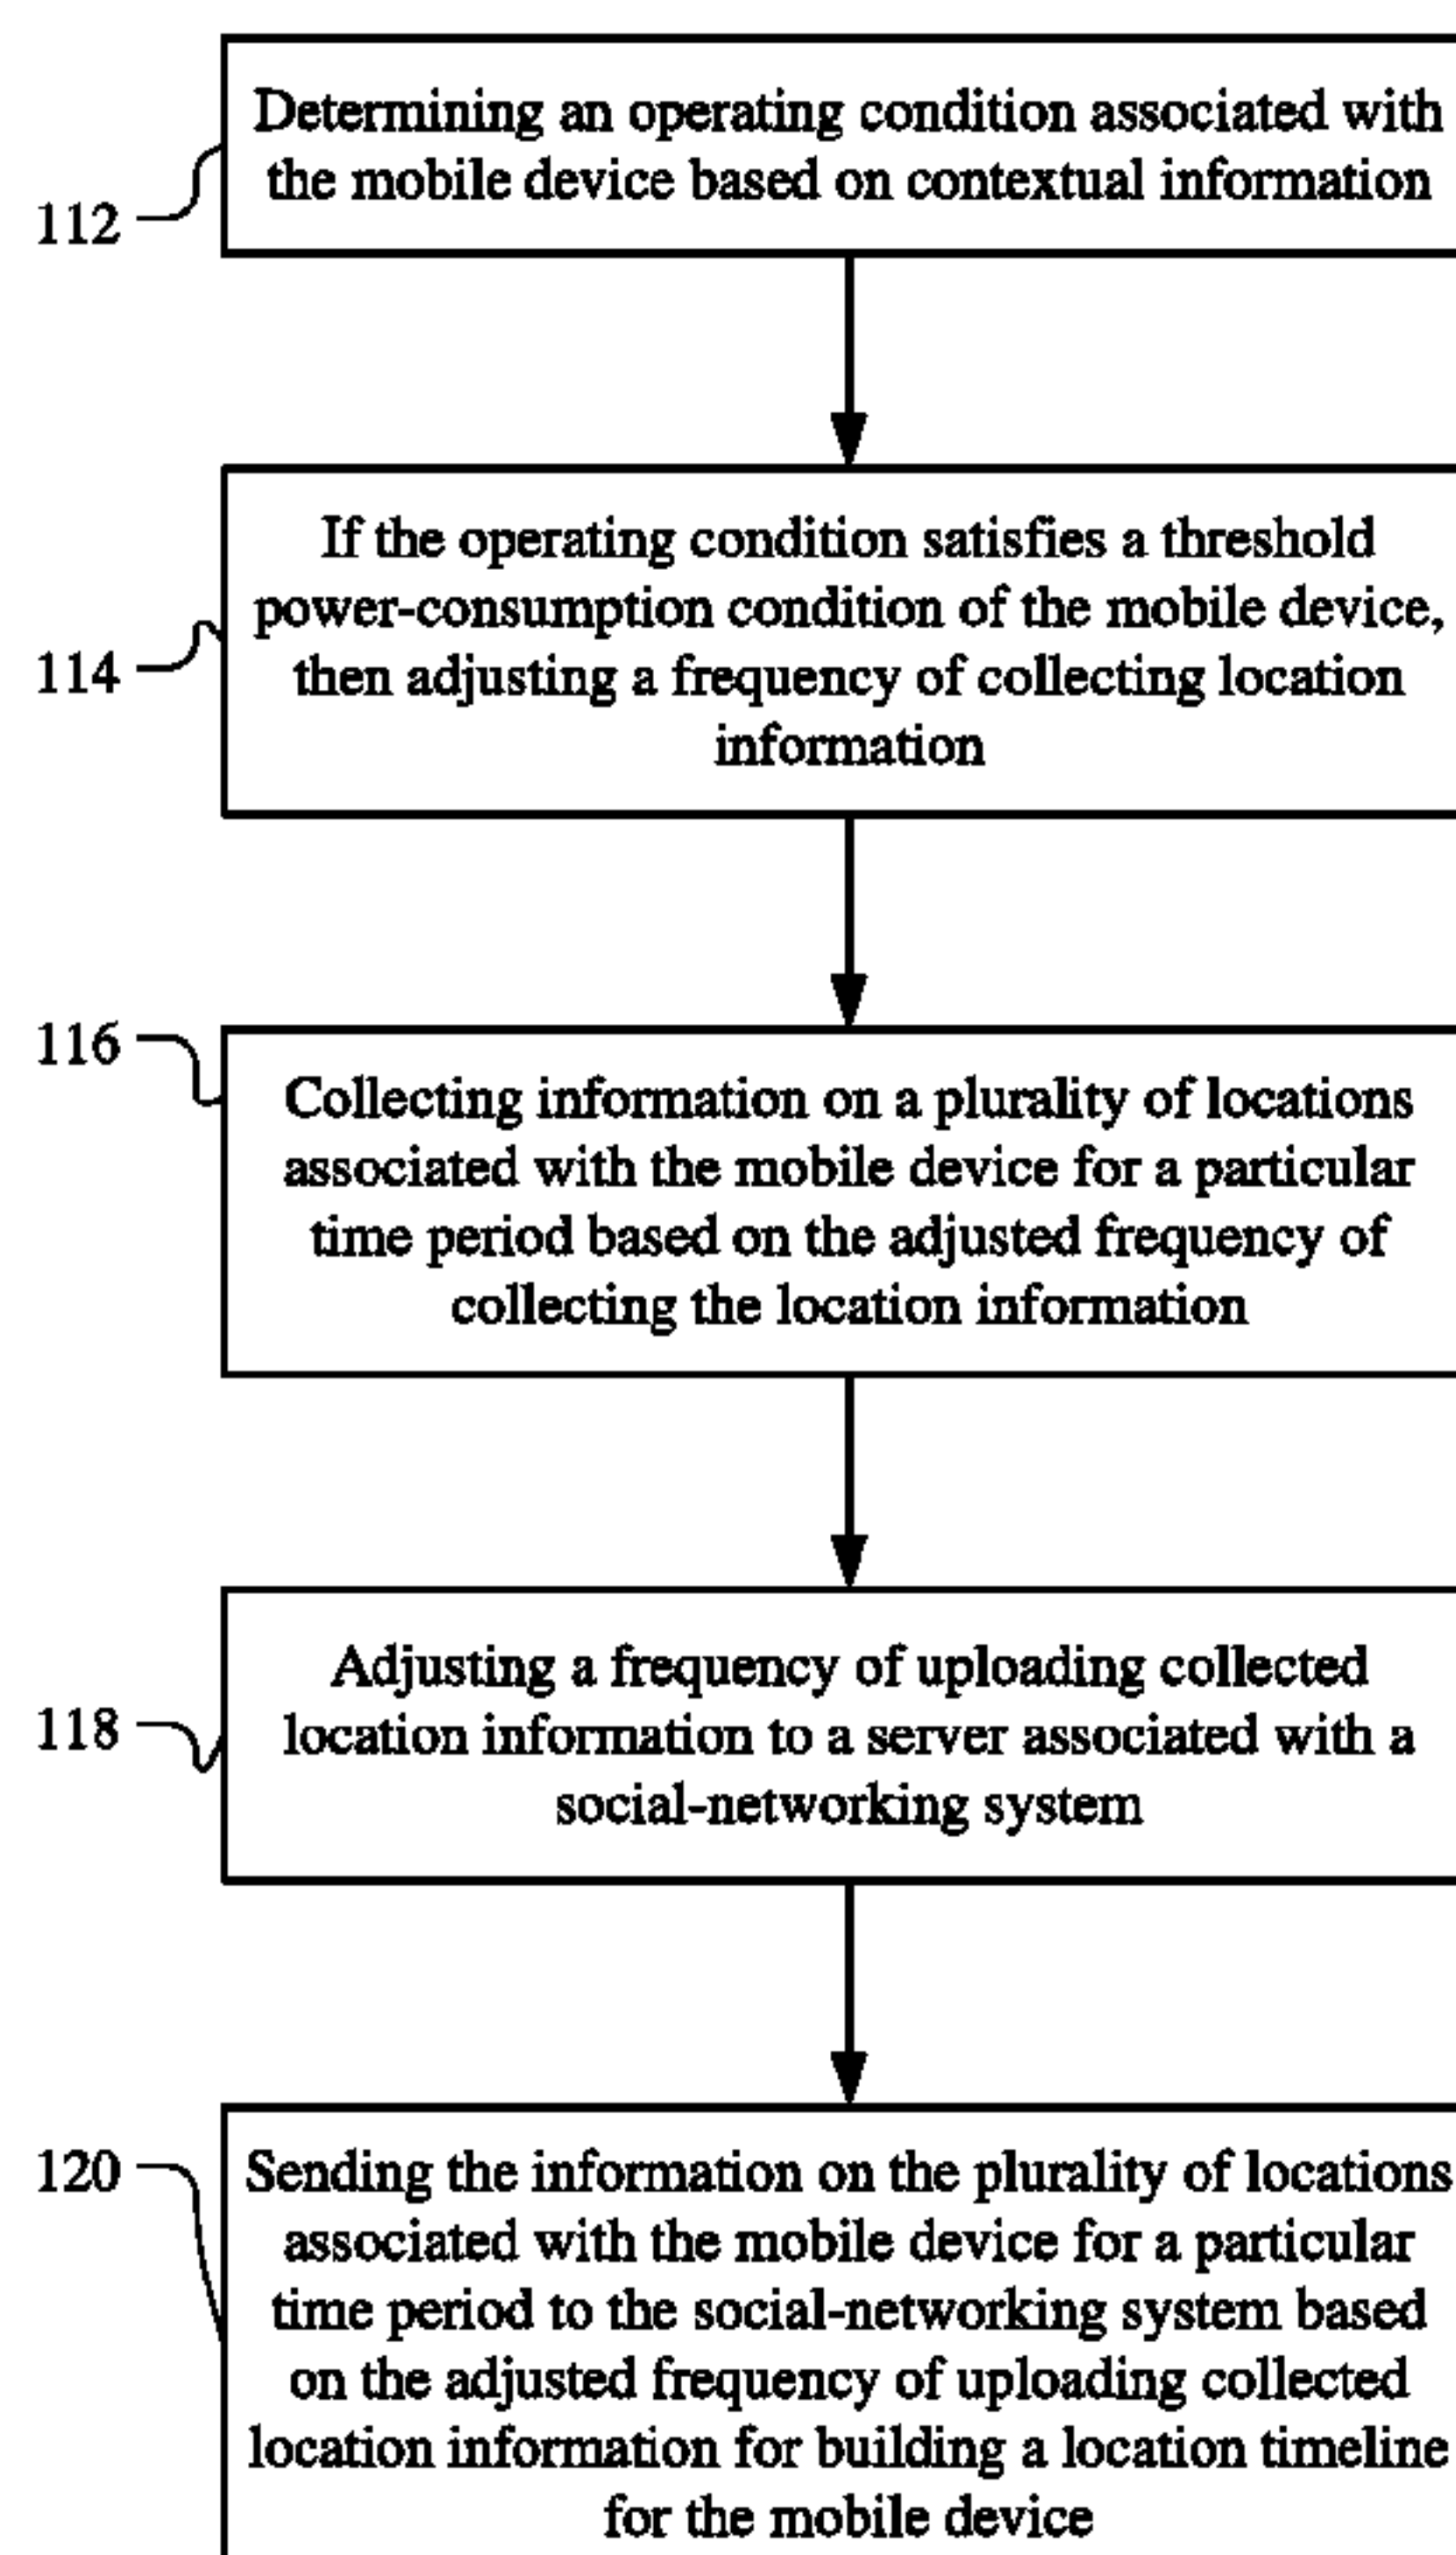 Determining an operating condition associated with
the mobile device based on contextual information
112
If the operating condition satisfies a threshold
power-consumption condition of the mobile device,
then adjusting a frequency of collecting location
information
114
116
Collecting information on a plurality of locations
associated with the mobile device for a particular
time period based on the adjusted frequency of
collecting the location information
Adjusting a frequency of uploading collected
location information to a server associated with a
social-networking system
118
120
Sending the information on the plurality of locations
associated with the mobile device for a particular
time period to the social-networking system based
on the adjusted frequency of uploading collected
location information for building a location timeline
for the mobile device